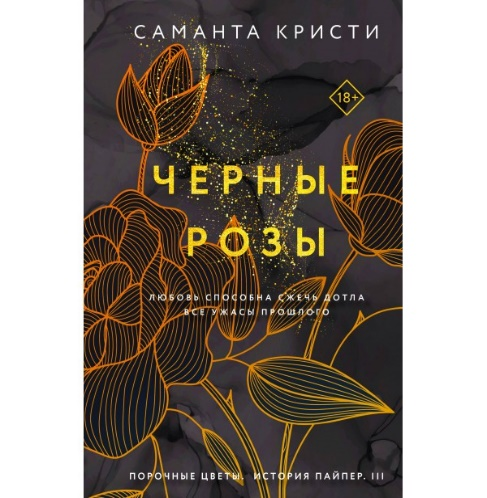 САМАНТА КРИСТИ
18+
ЧЕРНЫЕ
РОЗЫ
ЛЮБОВЬ СПОСОБНА СЖЕЧЬ ДОТЛА
ВСЕ УЖАСЫ ПРОШЛОГО
ПОРОЧНЫЕ ЦВЕТЫ. ИСТОРИЯ ПАЙПЕР. III